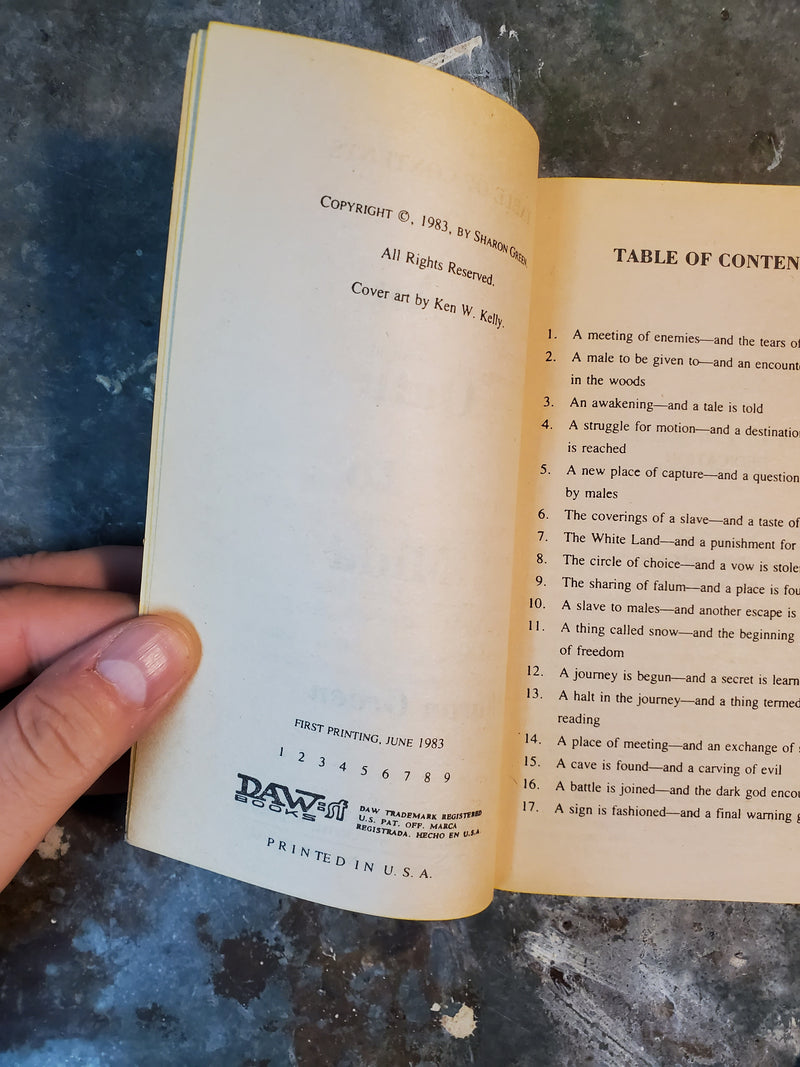 COPYRIGHT ©, 1983, BY SHARON GREEN.
All Rights Reserved.
Cover art by Ken W. Kelly.
FIRST PRINTING, JUNE 1983
1 2 3 4 5 6 7 8 9
DAW sf
BOOKS
DAW TRADEMARK REGISTERED
U.S. PAT. OFF. MARCA
REGISTRADA. HECHO EN U.S.A.
PRINTED IN U.S.A.
TABLE OF CONTEN
1. A meeting of enemies—and the tears of
2. A male to be given to—and an encount
in the woods
3. An awakening—and a tale is told
4. A struggle for motion—and a destinatio
is reached
5. A new place of capture—and a question
by males
6. The coverings of a slave—and a taste of
7. The White Land—and a punishment for
8. The circle of choice—and a vow is stole
9. The sharing of falum—and a place is fou
10. A slave to males—and another escape is
11. A thing called snow—and the beginning
of freedom
12. A journey is begun—and a secret is learn
13. A halt in the journey—and a thing termed
reading
14. A place of meeting—and an exchange of
15. A cave is found—and a carving of evil
16. A battle is joined—and the dark god encou
17. A sign is fashioned—and a final warning